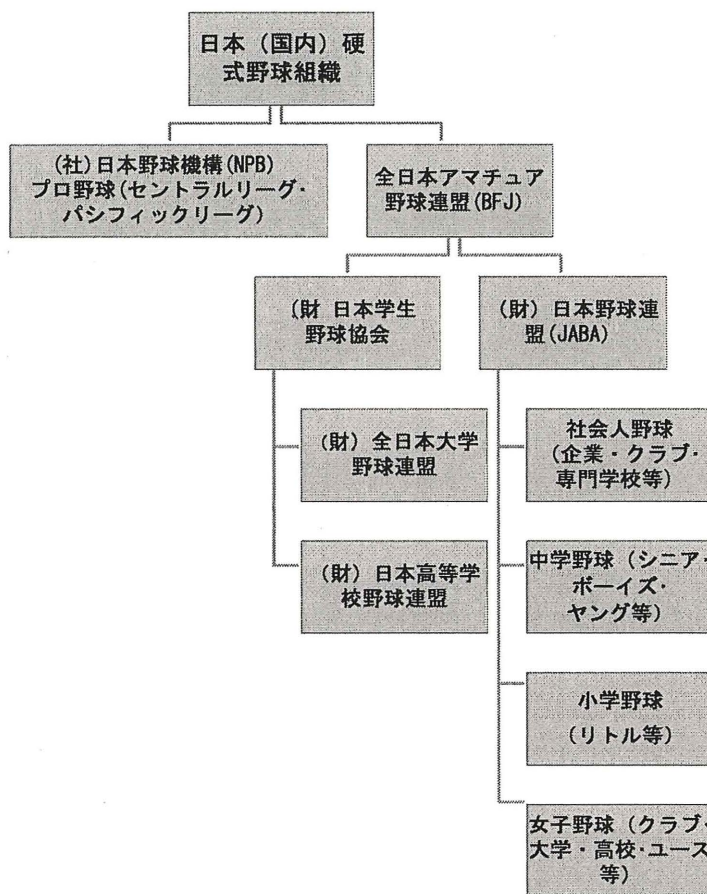 日本（国内）硬
式野球組織
(社)日本野球機構(NPB)
プロ野球(セントラルリーグ･
パシフィックリーグ)
全日本アマチュア
野球連盟(BFJ)
(財 日本学生
野球協会
(財) 日本野球連
盟(JABA)
(財) 全日本大学
野球連盟
(財) 日本高等学
校野球連盟
社会人野球
(企業・クラブ･
専門学校等)
中学野球（シニア･
ボーイズ･
ヤング等）
小学野球
(リトル等)
女子野球（クラブ･
大学・高校･ユース
等）